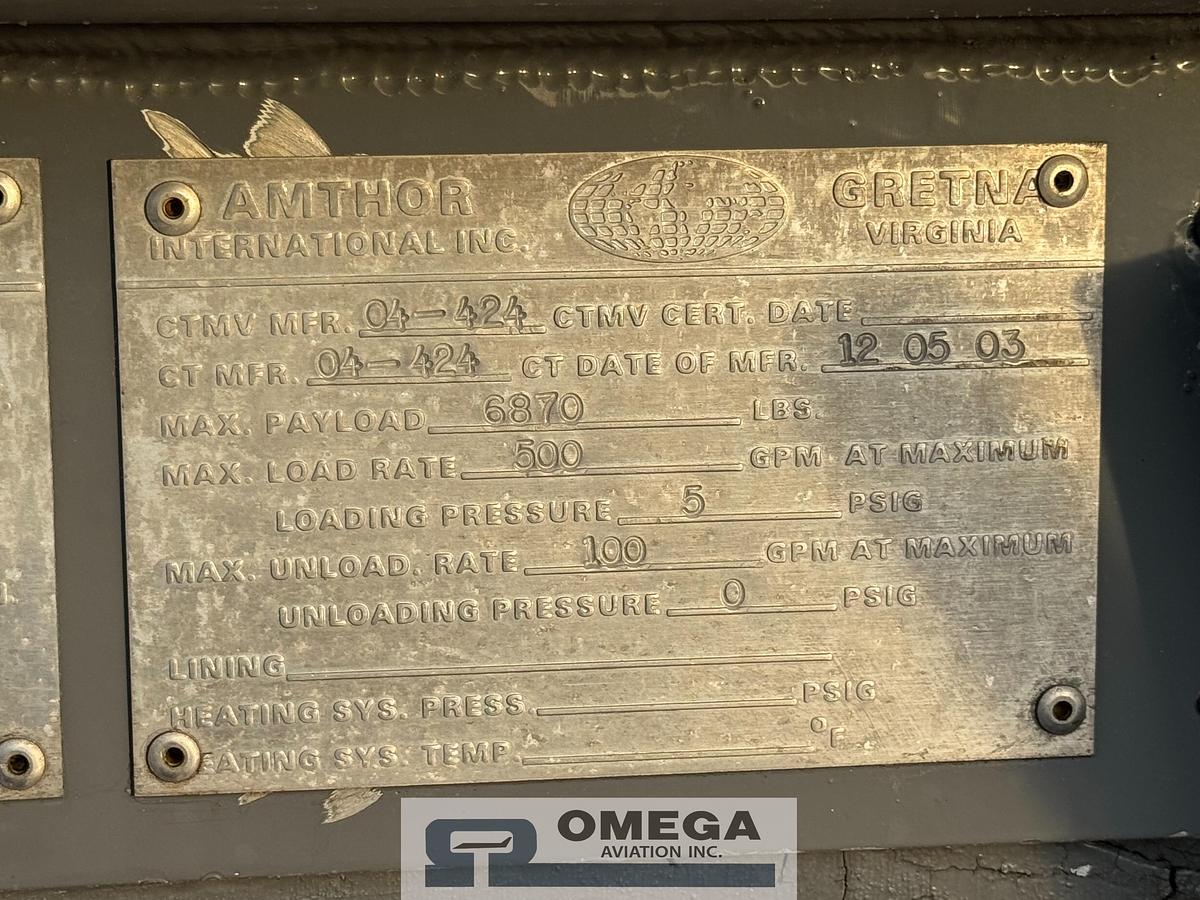 AMTHOR GRETNA
INTERNATIONAL INC. VIRGINIA
CTMV MFR. 04-424 CTMV CERT. DATE
CT MFR. 04-424 CT DATE OF MFR. 12 05 03
MAX. PAYLOAD 6870 LBS.
MAX. LOAD RATE 500 GPM AT MAXIMUM
LOADING PRESSURE 5 PSIG
MAX. UNLOAD. RATE 100 GPM AT MAXIMUM
UNLOADING PRESSURE 0 PSIG
LINING
HEATING SYS. PRESS. PSIG
HEATING SYS. TEMP. °F
OMEGA
AVIATION INC.